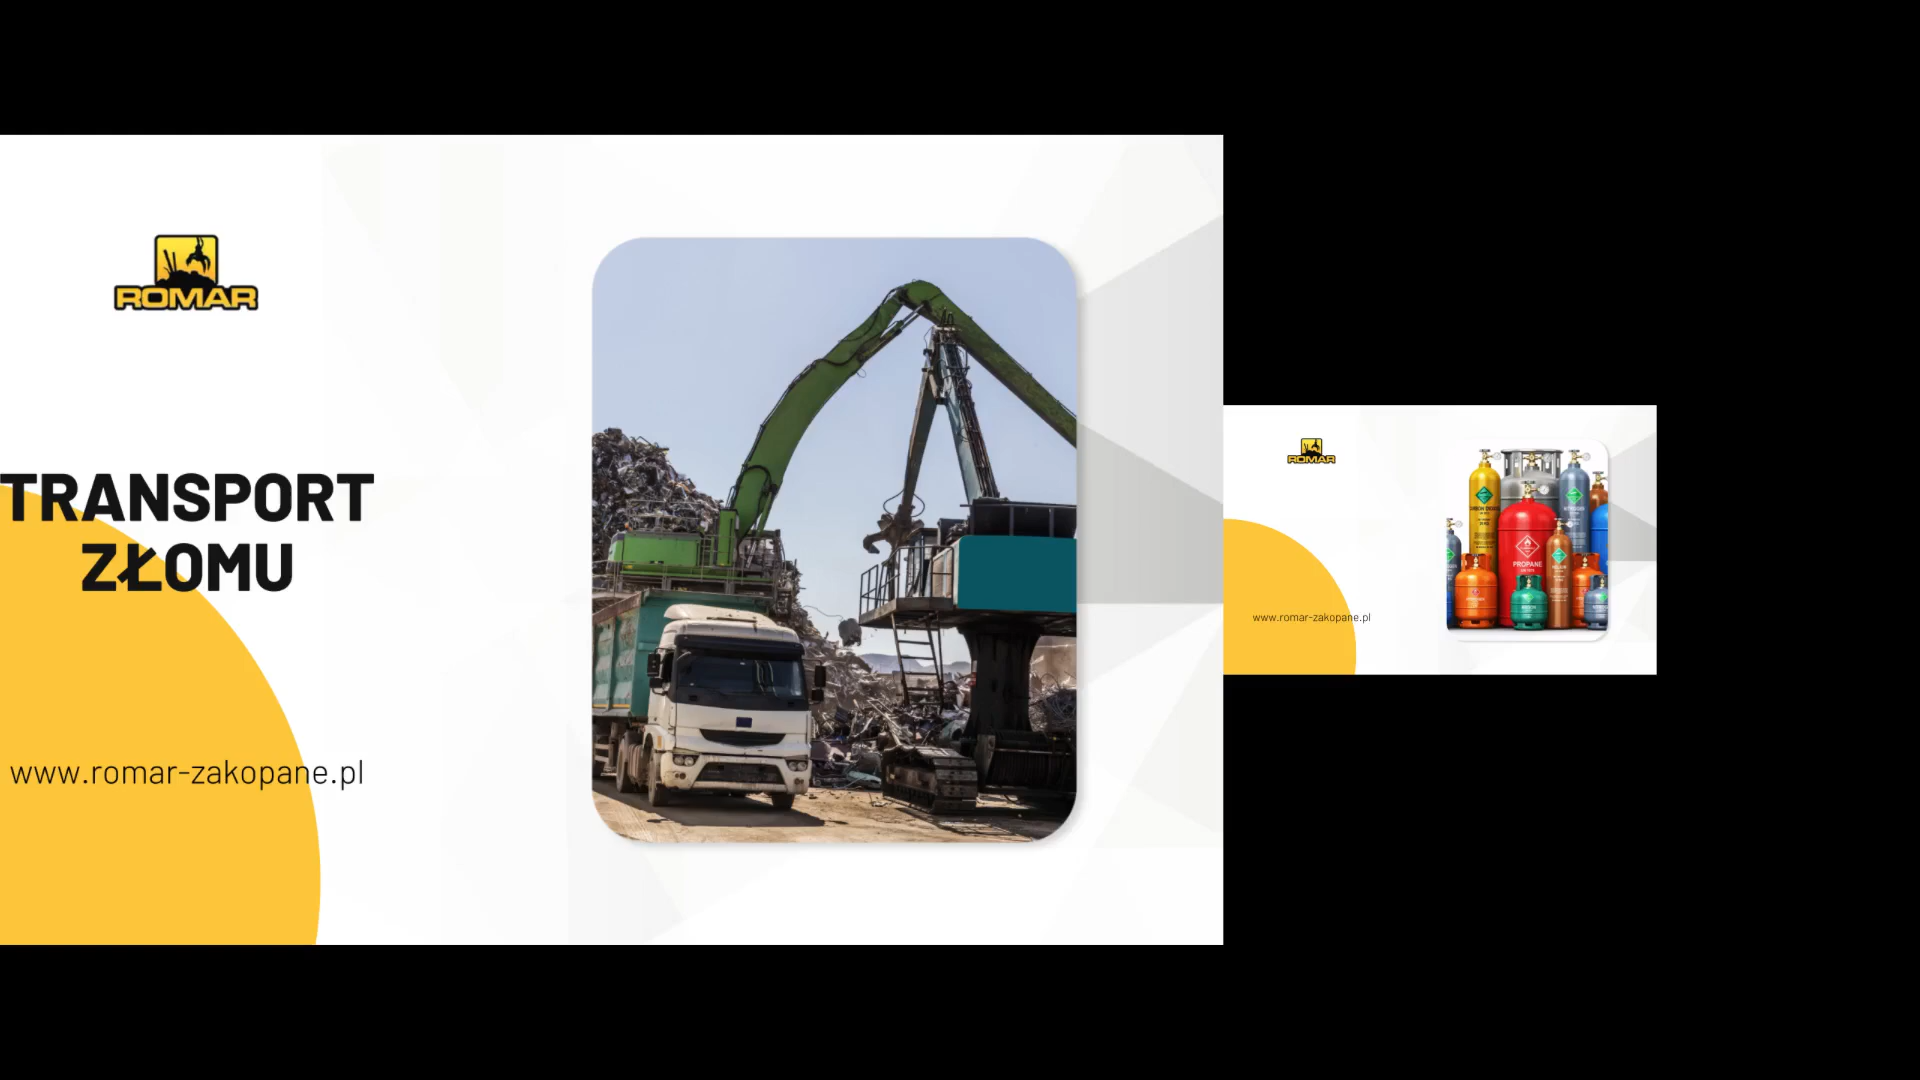 ROMAR
TRANSPORT
ZŁOMU
www.romar-zakopane.pl
ROMAR
PROPANE
www.romar-zakopane.pl